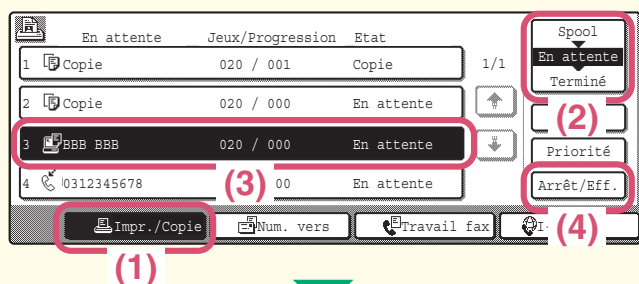 En attente Jeux/Progression Etat
1 Copie 020 / 001 Copie
2 Copie 020 / 000 En attente
3 BBB BBB 020 / 000 En attente
4 0312345678 (3) 00 En attente
1/1
Spool
En attente
Terminé
(2)
Priorité
Arrêt/Eff.
(4)
Impr./Copie Num. vers Travail fax I-
(1)